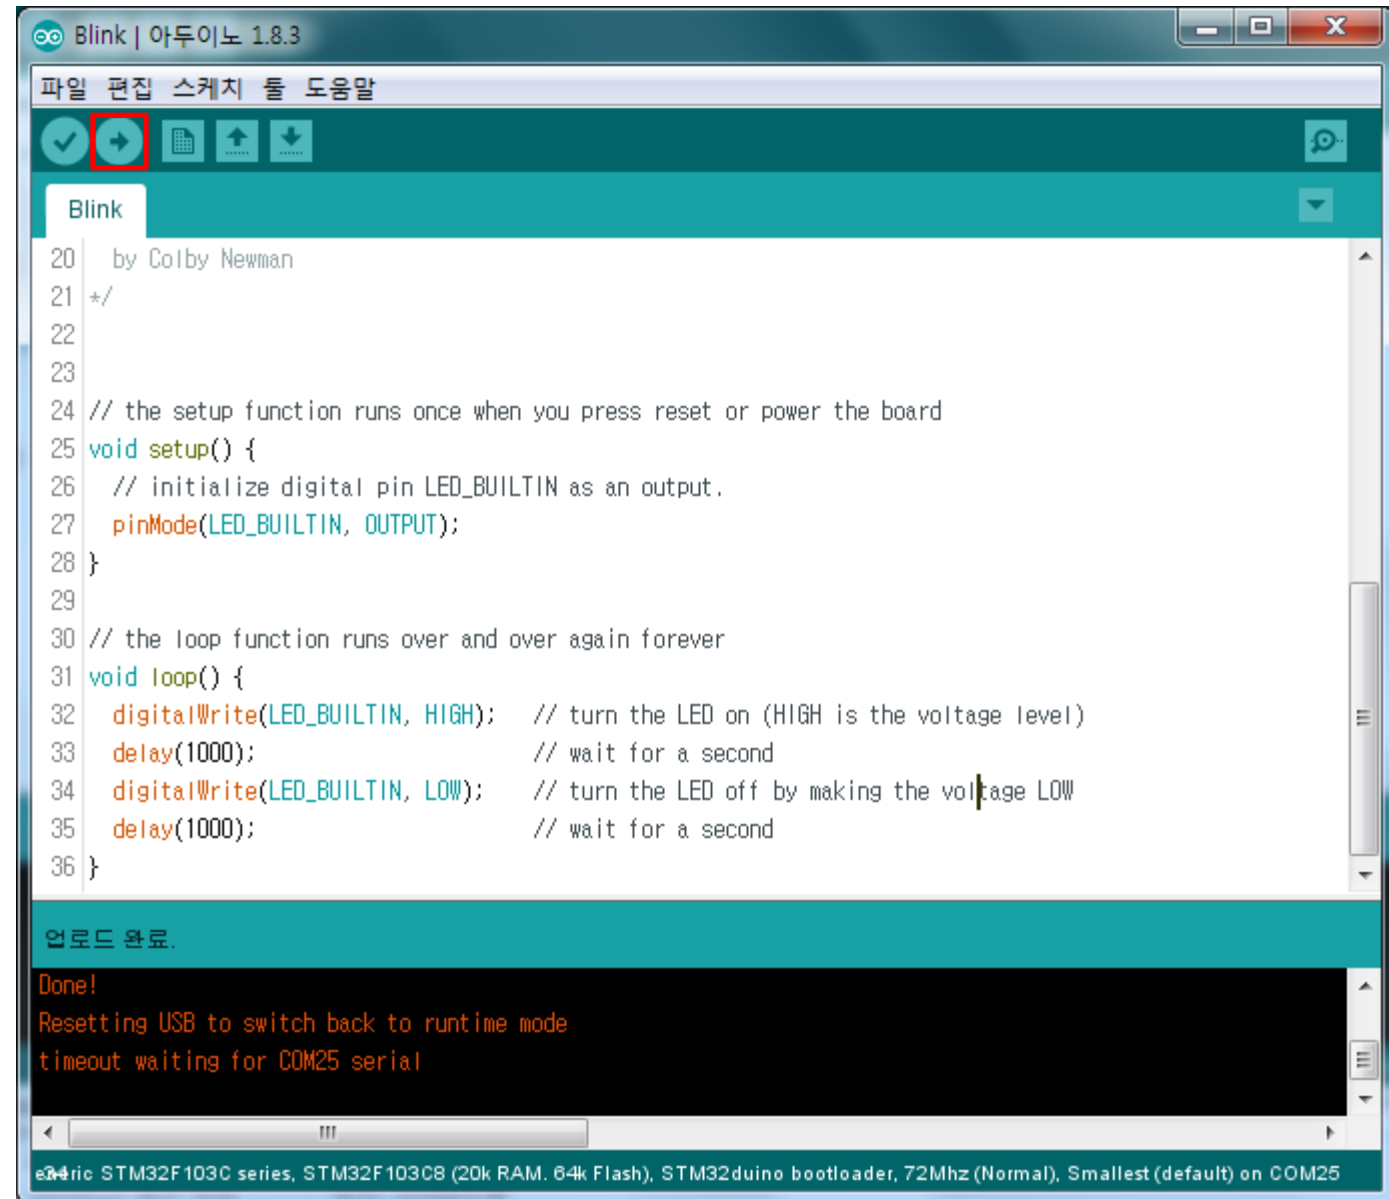 Blink | 아두이노 1.8.3
파일 편집 스케치 툴 도움말
Blink
20 by Colby Newman
21 */
22
23
24 // the setup function runs once when you press reset or power the board
25 void setup() {
26 // initialize digital pin LED_BUILTIN as an output.
27 pinMode(LED_BUILTIN, OUTPUT);
28 }
29
30 // the loop function runs over and over again forever
31 void loop() {
32 digitalWrite(LED_BUILTIN, HIGH); // turn the LED on (HIGH is the voltage level)
33 delay(1000); // wait for a second
34 digitalWrite(LED_BUILTIN, LOW); // turn the LED off by making the voltage LOW
35 delay(1000); // wait for a second
36 }
업로드 완료.
Done!
Resetting USB to switch back to runtime mode
timeout waiting for COM25 serial
STM32F103C series, STM32F103C8 (20k RAM. 64k Flash), STM32duino bootloader, 72Mhz (Normal), Smallest (default) on COM25